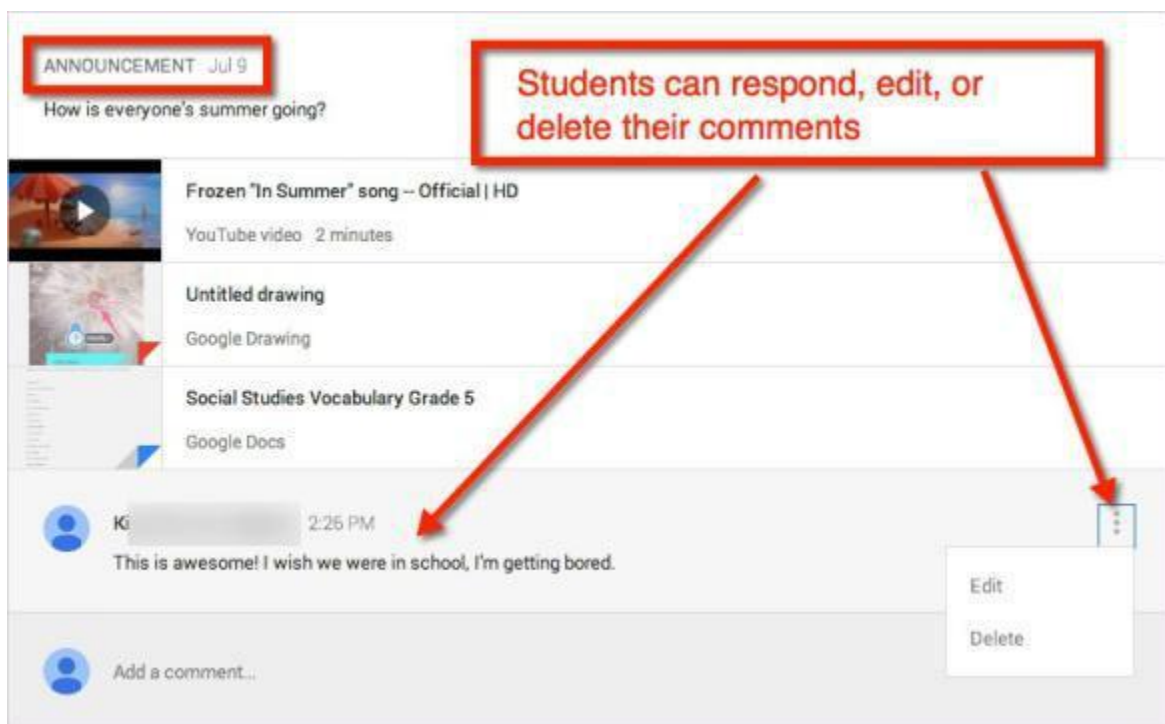 ANNOUNCEMENT Jul 9
How is everyone's summer going?
Students can respond, edit, or
delete their comments
Frozen "In Summer" song -- Official | HD
YouTube video 2 minutes
Untitled drawing
Google Drawing
Social Studies Vocabulary Grade 5
Google Docs
Ki 2:26 PM
This is awesome! I wish we were in school, I'm getting bored.
Edit
Delete
Add a comment...